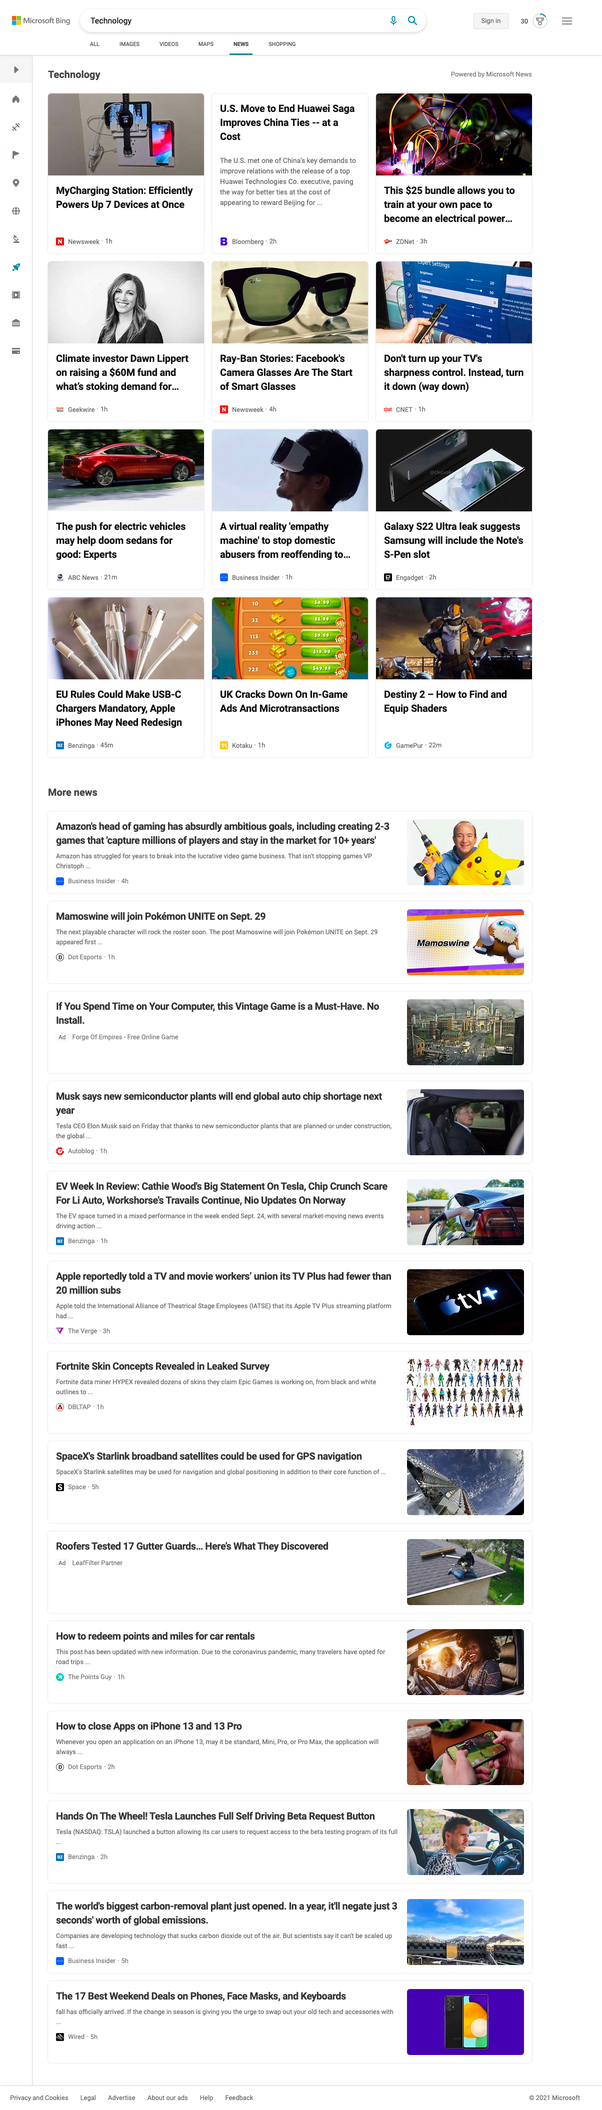 Microsoft Bing
Technology
Sign in
30
ALL IMAGES VIDEOS MAPS NEWS SHOPPING
Technology
Powered by Microsoft News
MyCharging Station: Efficiently
Powers Up 7 Devices at Once
Newsweek · 1h
U.S. Move to End Huawei Saga
Improves China Ties -- at a
Cost
The U.S. met one of China's key demands to
improve relations with the release of a top
Huawei Technologies Co. executive, paving
the way for better ties at the cost of
appearing to reward Beijing for ...
Bloomberg · 2h
This $25 bundle allows you to
train at your own pace to
become an electrical power...
ZDNet · 3h
Climate investor Dawn Lippert
on raising a $60M fund and
what's stoking demand for...
Geekwire · 1h
Ray-Ban Stories: Facebook's
Camera Glasses Are The Start
of Smart Glasses
Newsweek · 4h
Don't turn up your TV's
sharpness control. Instead, turn
it down (way down)
CNET · 1h
The push for electric vehicles
may help doom sedans for
good: Experts
ABC News · 21m
A virtual reality 'empathy
machine' to stop domestic
abusers from reoffending to...
Business Insider · 1h
Galaxy S22 Ultra leak suggests
Samsung will include the Note's
S-Pen slot
Engadget · 2h
EU Rules Could Make USB-C
Chargers Mandatory, Apple
iPhones May Need Redesign
Benzinga · 45m
UK Cracks Down On In-Game
Ads And Microtransactions
Kotaku · 1h
Destiny 2 – How to Find and
Equip Shaders
GamePur · 22m
More news
Amazon's head of gaming has absurdly ambitious goals, including creating 2-3
games that 'capture millions of players and stay in the market for 10+ years'
Amazon has struggled for years to break into the lucrative video game business. That isn't stopping games VP
Christoph ...
Business Insider · 4h
Mamoswine will join Pokémon UNITE on Sept. 29
The next playable character will rock the roster soon. The post Mamoswine will join Pokémon UNITE on Sept. 29
appeared first ...
Dot Esports · 1h
Mamoswine
If You Spend Time on Your Computer, this Vintage Game is a Must-Have. No
Install.
Ad Forge Of Empires - Free Online Game
Musk says new semiconductor plants will end global auto chip shortage next
year
Tesla CEO Elon Musk said on Friday that thanks to new semiconductor plants that are planned or under construction,
the global ...
Autoblog · 1h
EV Week In Review: Cathie Wood's Big Statement On Tesla, Chip Crunch Scare
For Li Auto, Workshorse's Travails Continue, Nio Updates On Norway
The EV space turned in a mixed performance in the week ended Sept. 24, with several market-moving news events
driving action ...
Benzinga · 1h
Apple reportedly told a TV and movie workers' union its TV Plus had fewer than
20 million subs
Apple told the International Alliance of Theatrical Stage Employees (IATSE) that its Apple TV Plus streaming platform
had ...
The Verge · 3h
tv+
Fortnite Skin Concepts Revealed in Leaked Survey
Fortnite data miner HYPEX revealed dozens of skins they claim Epic Games is working on, from black and white
outlines to ...
DBLTAP · 1h
SpaceX's Starlink broadband satellites could be used for GPS navigation
SpaceX's Starlink satellites may be used for navigation and global positioning in addition to their core function of ...
Space · 5h
Roofers Tested 17 Gutter Guards... Here's What They Discovered
Ad LeafFilter Partner
How to redeem points and miles for car rentals
This post has been updated with new information. Due to the coronavirus pandemic, many travelers have opted for
road trips ...
The Points Guy · 1h
How to close Apps on iPhone 13 and 13 Pro
Whenever you open an application on an iPhone 13, may it be standard, Mini, Pro, or Pro Max, the application will
always ...
Dot Esports · 2h
Hands On The Wheel! Tesla Launches Full Self Driving Beta Request Button
Tesla (NASDAQ: TSLA) launched a button allowing its car users to request access to the beta testing program of its full
...
Benzinga · 2h
The world's biggest carbon-removal plant just opened. In a year, it'll negate just 3
seconds' worth of global emissions.
Companies are developing technology that sucks carbon dioxide out of the air. But scientists say it can't be scaled up
fast ...
Business Insider · 5h
The 17 Best Weekend Deals on Phones, Face Masks, and Keyboards
fall has officially arrived. If the change in season is giving you the urge to swap out your old tech and accessories with
...
Wired · 5h
Privacy and Cookies Legal Advertise About our ads Help Feedback
© 2021 Microsoft